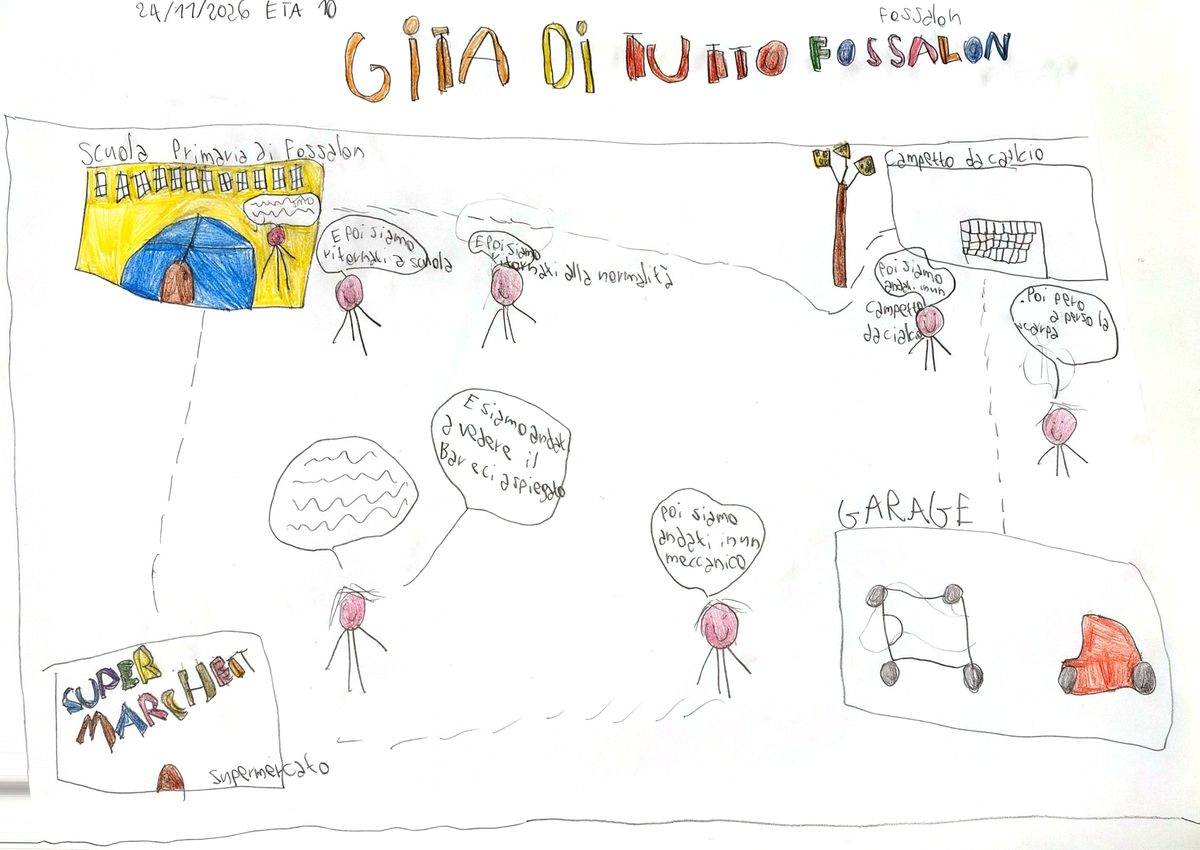 24/11/2026 ETA 10
Fossalon
GITA DI TUTTO FOSSALON
Scuola Primaria di Fossalon
Campetto da calcio
E poi siamo
ritornati a scuola
E poi siamo
ritornati alla normalità
Poi siamo
andati in un
campetto
da calcio
Poi pero
a perso la
scarpa
E siamo andati
a vedere il
Bar e ci a spiegato
Poi siamo
andati in un
meccanico
GARAGE
SUPER
MARCHET
supermercato